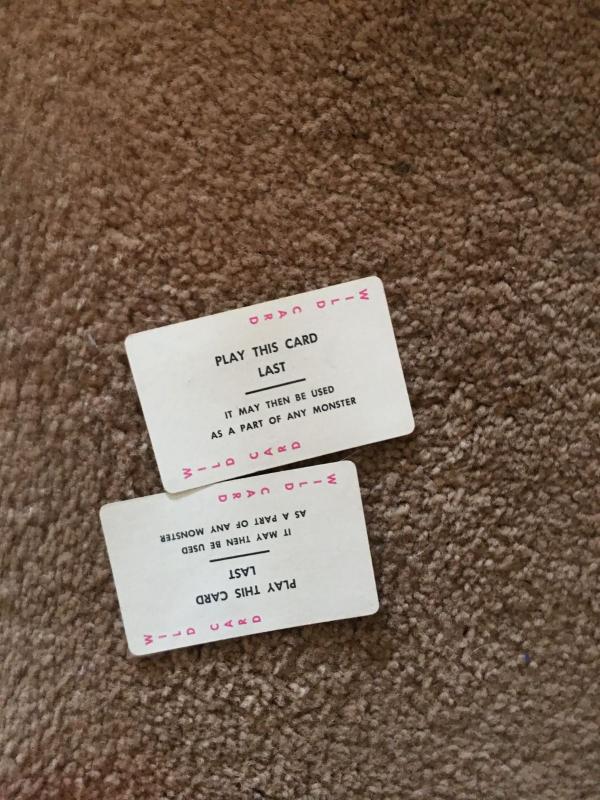 WILD CARD
PLAY THIS CARD
LAST
IT MAY THEN BE USED
AS A PART OF ANY MONSTER
WILD CARD
WILD CARD
PLAY THIS CARD
LAST
IT MAY THEN BE USED
AS A PART OF ANY MONSTER
WILD CARD